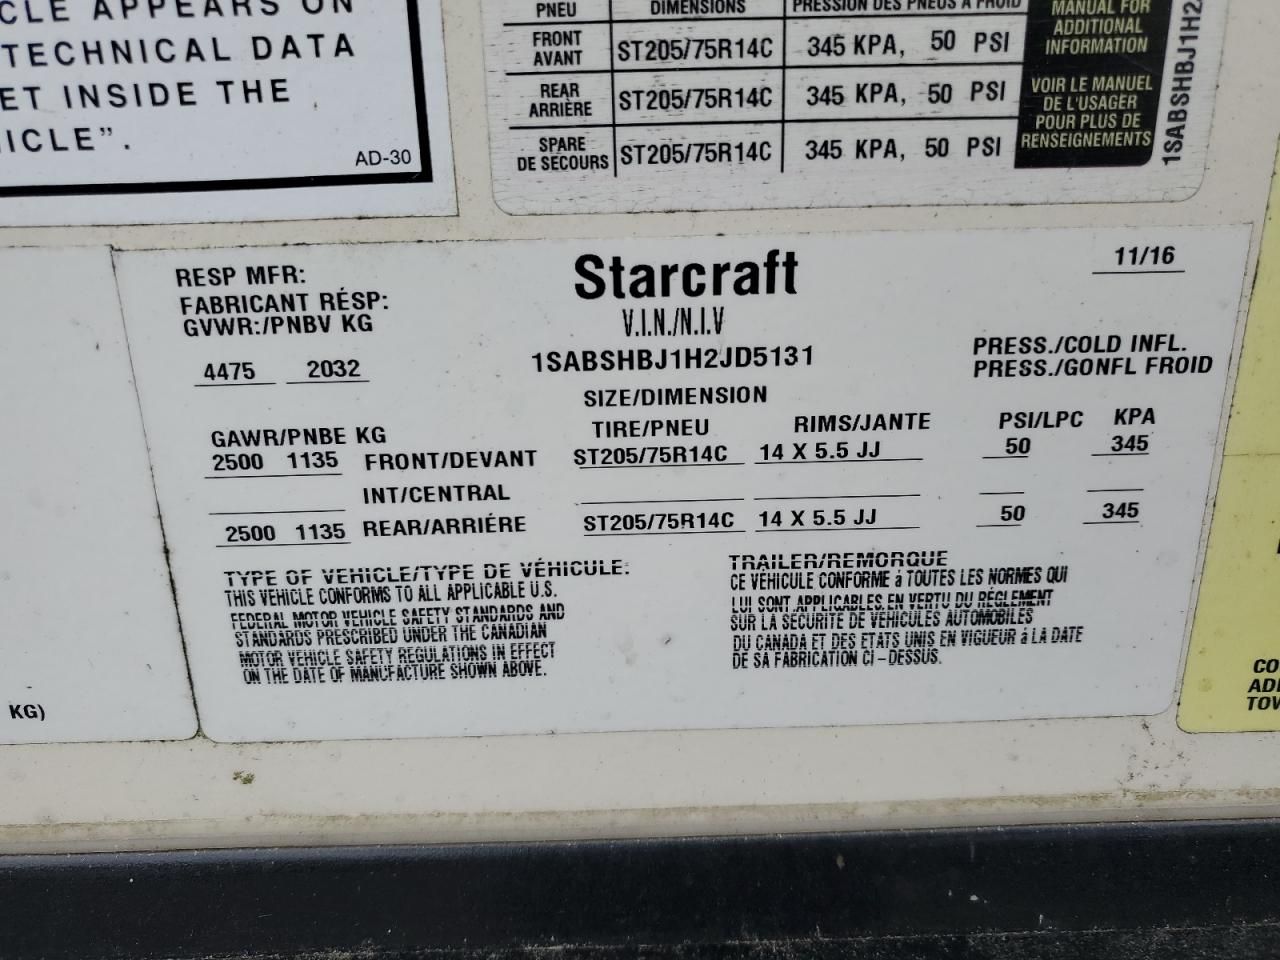 CLE APPEARS ON
TECHNICAL DATA
ET INSIDE THE
ICLE".
AD-30
PNEU DIMENSIONS PRESSION DES PNEUS À FROID
FRONT
AVANT ST205/75R14C 345 KPA, 50 PSI
REAR
ARRIÈRE ST205/75R14C 345 KPA, 50 PSI
SPARE
DE SECOURS ST205/75R14C 345 KPA, 50 PSI
MANUAL FOR
ADDITIONAL
INFORMATION
VOIR LE MANUEL
DE L'USAGER
POUR PLUS DE
RENSEIGNEMENTS
1SABSHBJ1H2
RESP MFR:
FABRICANT RÉSP:
GVWR:/PNBV KG
4475 2032
Starcraft
V.I.N./N.I.V
1SABSHBJ1H2JD5131
11/16
PRESS./COLD INFL.
PRESS./GONFL FROID
SIZE/DIMENSION
GAWR/PNBE KG TIRE/PNEU RIMS/JANTE PSI/LPC KPA
2500 1135 FRONT/DEVANT ST205/75R14C 14 X 5.5 JJ 50 345
INT/CENTRAL
2500 1135 REAR/ARRIÉRE ST205/75R14C 14 X 5.5 JJ 50 345
TYPE OF VEHICLE/TYPE DE VÉHICULE: TRAILER/REMORQUE
THIS VEHICLE CONFORMS TO ALL APPLICABLE U.S.
FEDERAL MOTOR VEHICLE SAFETY STANDARDS AND
STANDARDS PRESCRIBED UNDER THE CANADIAN
MOTOR VEHICLE SAFETY REGULATIONS IN EFFECT
ON THE DATE OF MANUFACTURE SHOWN ABOVE.
CE VÉHICULE CONFORME à TOUTES LES NORMES QUI
LUI SONT APPLICABLES EN VERTU DU RÉGLEMENT
SUR LA SÉCURITÉ DE VÉHICULES AUTOMOBILES
DU CANADA ET DES ETATS UNIS EN VIGUEUR à LA DATE
DE SA FABRICATION CI-DESSUS.
KG)
CO
ADI
TOW